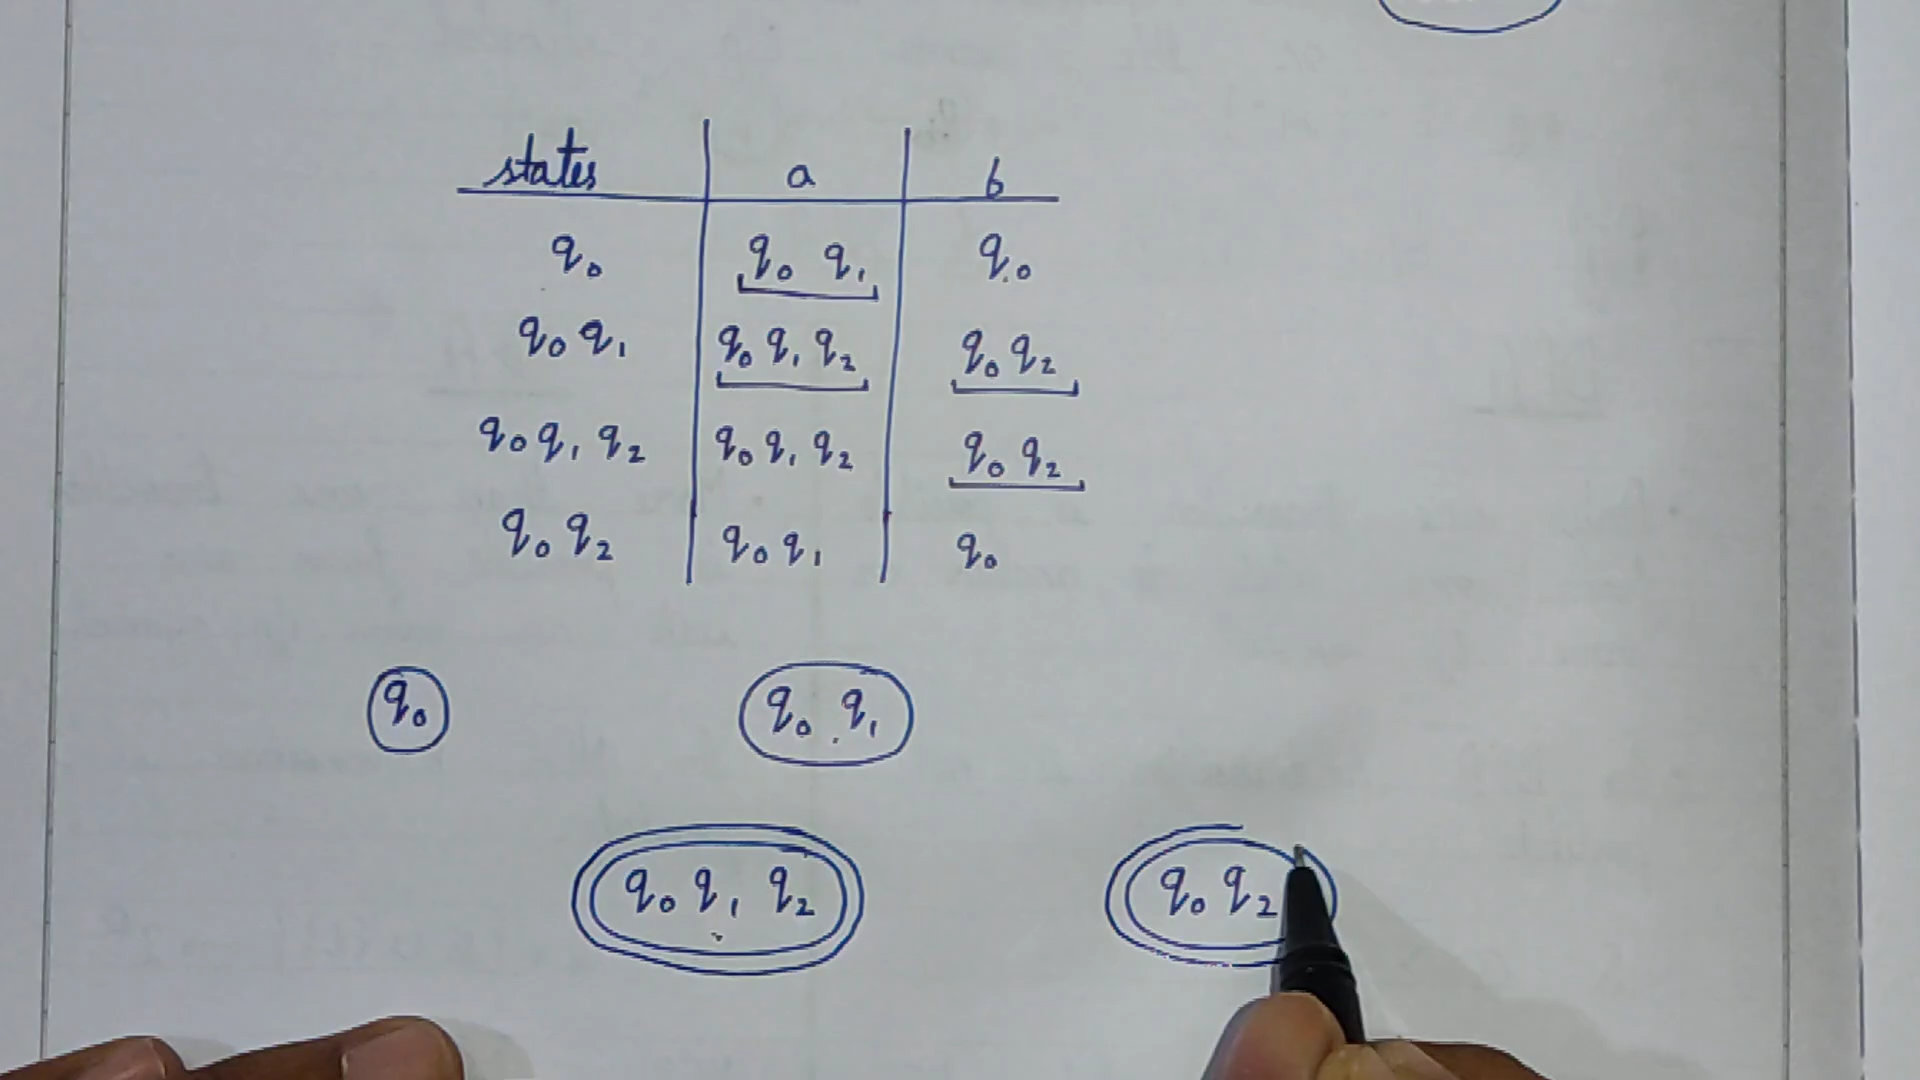 states a b
q₀ q₀ q₁ q₀
q₀ q₁ q₀ q₁ q₂ q₀ q₂
q₀ q₁ q₂ q₀ q₁ q₂ q₀ q₂
q₀ q₂ q₀ q₁ q₀
q₀ q₀ q₁
q₀ q₁ q₂ q₀ q₂